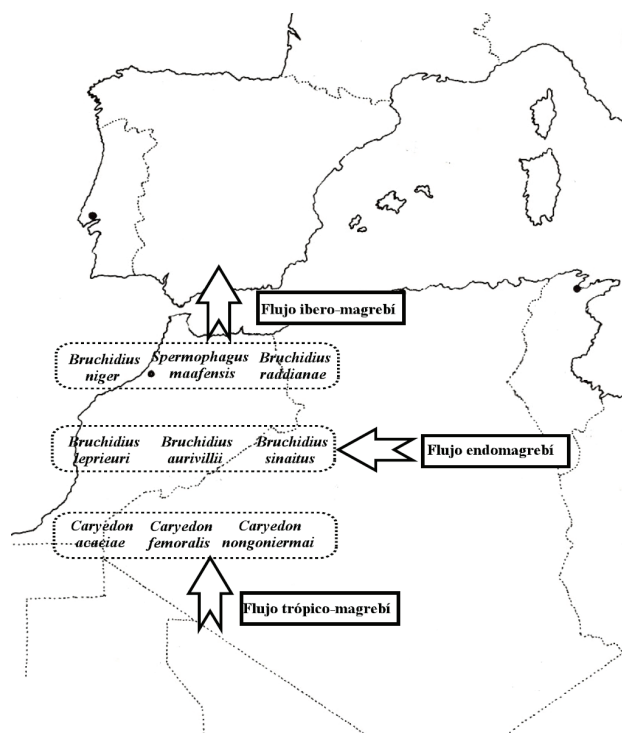 Flujo ibero-magrebí
Bruchidius Spermophagus Bruchidius
niger maafensis raddianae
Bruchidius Bruchidius Bruchidius
leprieuri aurivillii sinaitus
Flujo endomagrebí
Caryedon Caryedon Caryedon
acaciae femoralis nongoniermai
Flujo trópico-magrebí